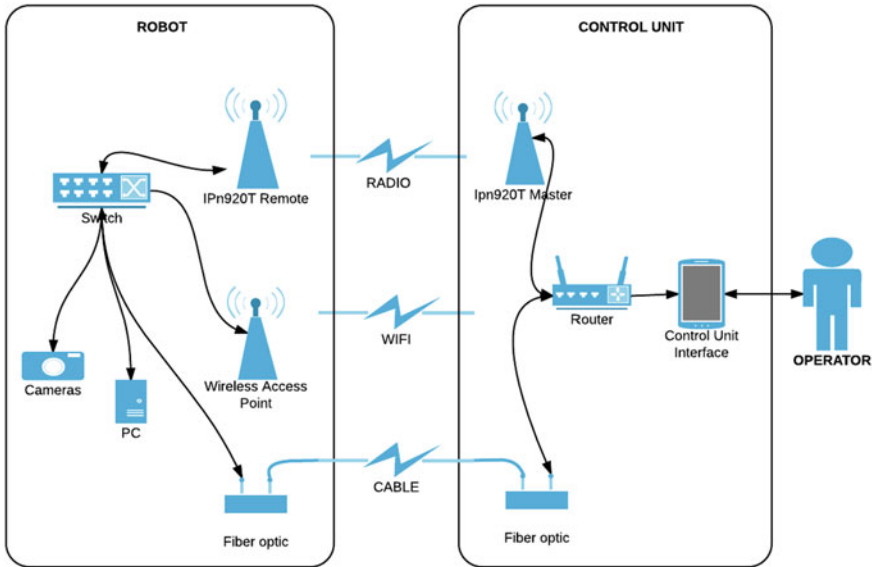 ROBOT
CONTROL UNIT
IPn920T Remote
RADIO
Ipn920T Master
Switch
WIFI
Router
Control Unit
Interface
OPERATOR
Cameras
PC
Wireless Access
Point
CABLE
Fiber optic
Fiber optic